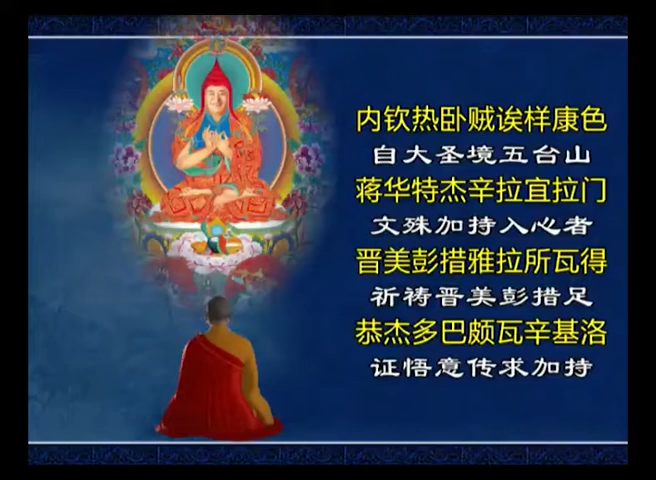 内钦热卧贼诶样康色
自大圣境五台山
蒋华特杰辛拉宜拉门
文殊加持入心者
晋美彭措雅拉所瓦得
祈祷晋美彭措足
恭杰多巴颇瓦辛基洛
证悟意传求加持